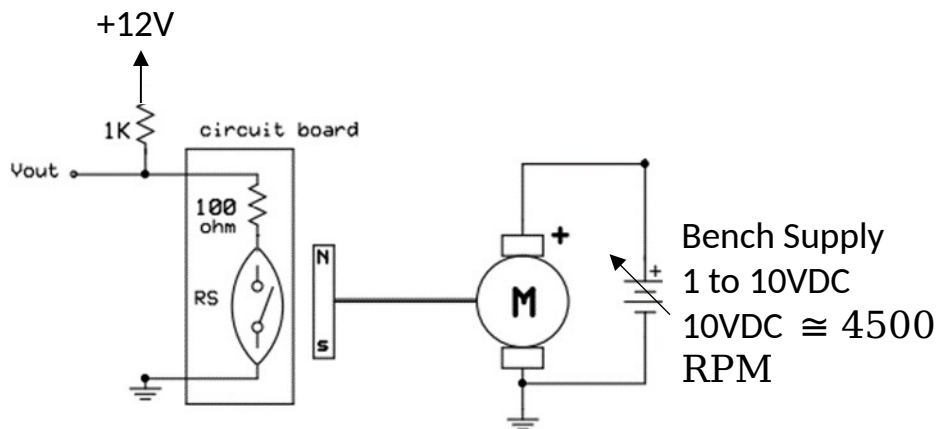 +12V
1K
circuit board
Vout
100
ohm
RS
N
s
+
M
+
Bench Supply
1 to 10VDC
10VDC ≅ 4500
RPM